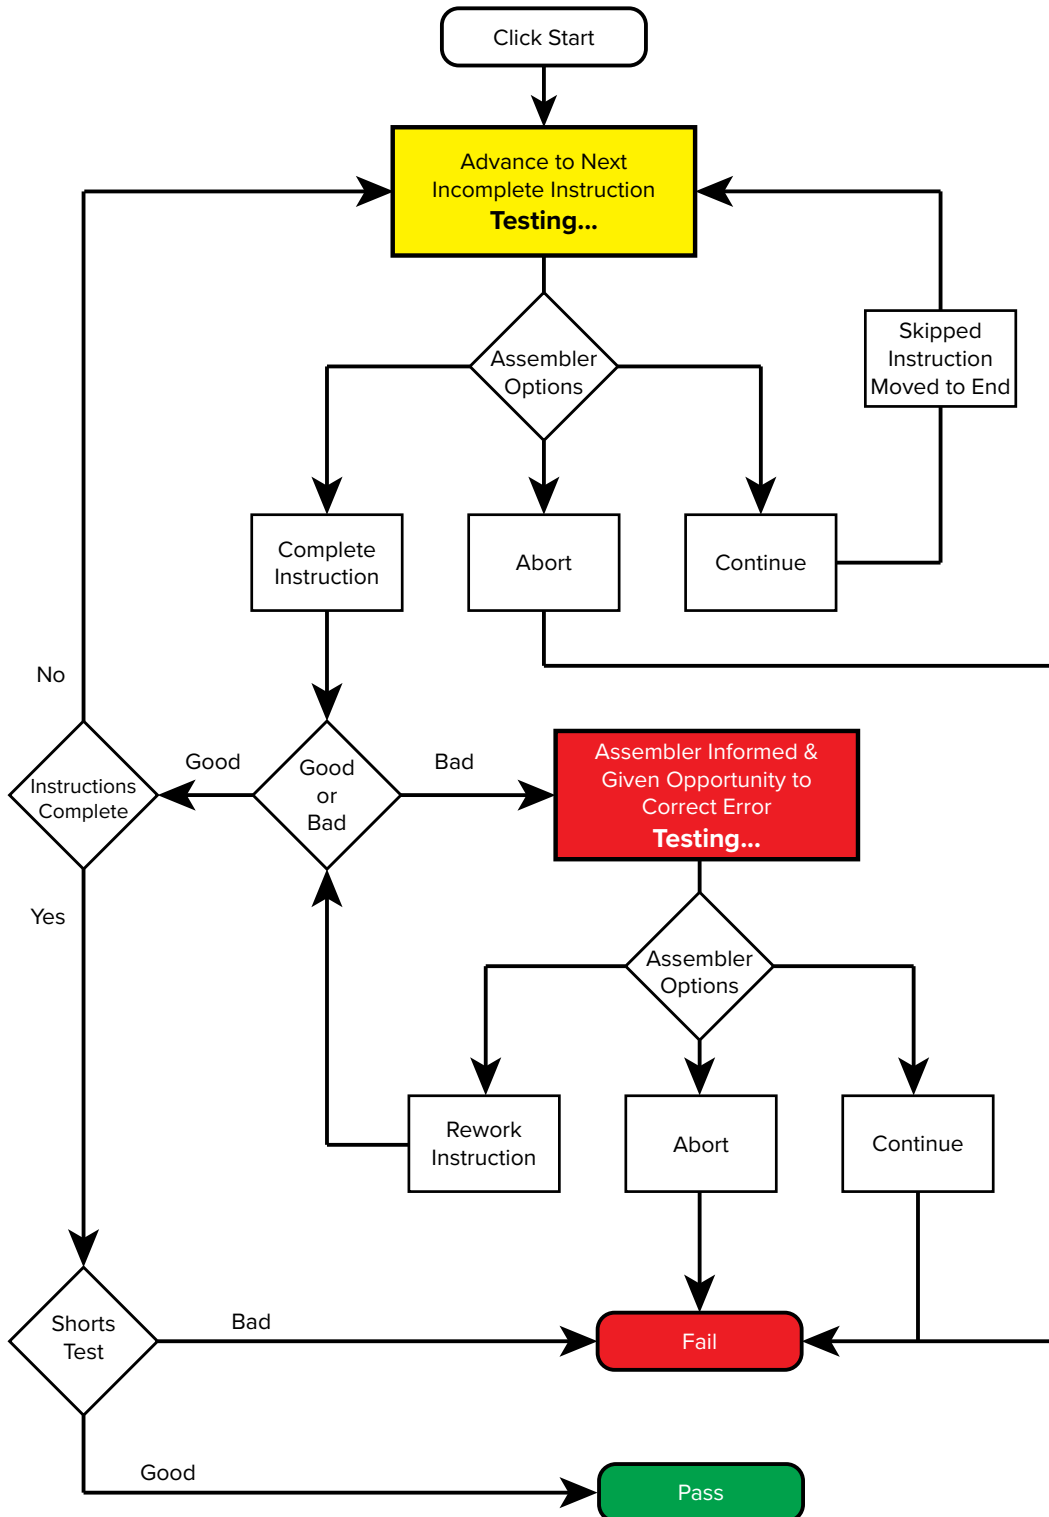 Click Start
Advance to Next
Incomplete Instruction
Testing...
Assembler
Options
Skipped
Instruction
Moved to End
Complete
Instruction
Abort
Continue
No
Instructions
Complete
Good
Good
or
Bad
Bad
Assembler Informed &
Given Opportunity to
Correct Error
Testing...
Yes
Assembler
Options
Rework
Instruction
Abort
Continue
Shorts
Test
Bad
Fail
Good
Pass